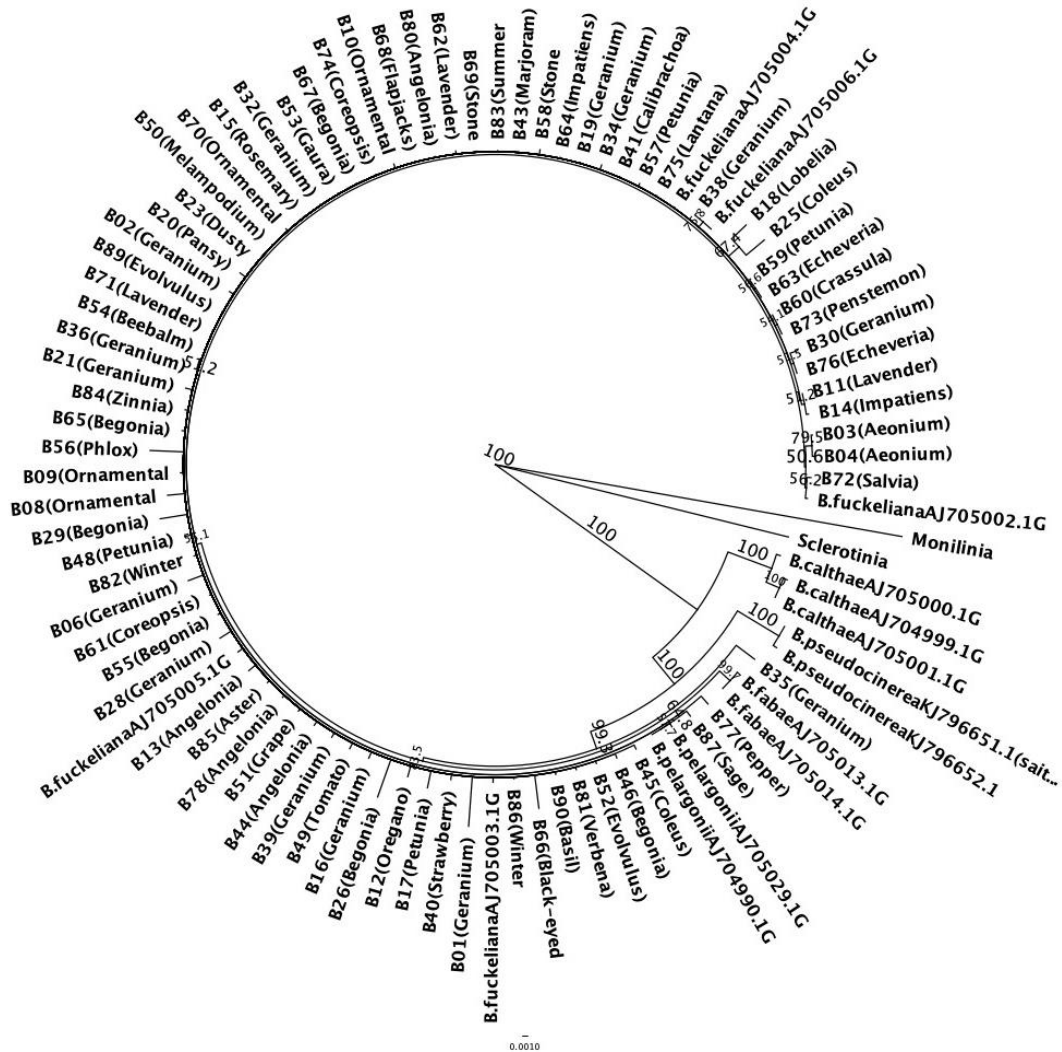 B69(Stone
B83(Summer
B43(Marjoram)
B58(Stone
B64(Impatiens)
B19(Geranium)
B34(Geranium)
B41(Calibrachoa)
B57(Petunia)
B75(Lantana)
B.fuckelianaAJ705004.1G
B38(Geranium)
B.fuckelianaAJ705006.1G
B18(Lobelia)
B25(Coleus)
B59(Petunia)
B63(Echeveria)
B60(Crassula)
B73(Penstemon)
B30(Geranium)
B76(Echeveria)
B11(Lavender)
B14(Impatiens)
B03(Aeonium)
79.5
B04(Aeonium)
50.6
B72(Salvia)
56.2
B.fuckelianaAJ705002.1G
Monilinia
Sclerotinia
B.calthaeAJ705000.1G
B.calthaeAJ704999.1G
B.calthaeAJ705001.1G
B.pseudocinereaKJ796651.1(sait...
B.pseudocinereaKJ796652.1
B35(Geranium)
B.fabaeAJ705013.1G
B.fabaeAJ705014.1G
B77(Pepper)
B87(Sage)
B.pelargoniiAJ705029.1G
B.pelargoniiAJ704990.1G
B45(Coleus)
B46(Begonia)
B52(Evolvulus)
B81(Verbena)
B90(Basil)
B66(Black-eyed
B86(Winter
B.fuckelianaAJ705003.1G
B01(Geranium)
B40(Strawberry)
B17(Petunia)
B12(Oregano)
B26(Begonia)
B16(Geranium)
B49(Tomato)
B39(Geranium)
B44(Angelonia)
B51(Grape)
B78(Angelonia)
B85(Aster)
B13(Angelonia)
B.fuckelianaAJ705005.1G
B28(Geranium)
B55(Begonia)
B61(Coreopsis)
B06(Geranium)
B82(Winter
B48(Petunia)
B29(Begonia)
B08(Ornamental
B09(Ornamental
B56(Phlox)
B65(Begonia)
B84(Zinnia)
B21(Geranium)
B36(Geranium)
51.2
B54(Beebalm)
B71(Lavender)
B89(Evolvulus)
B02(Geranium)
B20(Pansy)
B23(Dusty
B50(Melampodium)
B70(Ornamental
B15(Rosemary)
B32(Geranium)
B53(Gaura)
B67(Begonia)
B74(Coreopsis)
B10(Ornamental
B68(Flapjacks)
B80(Angelonia)
B62(Lavender)
100
100
100
100
100
100
99.8
0.0010